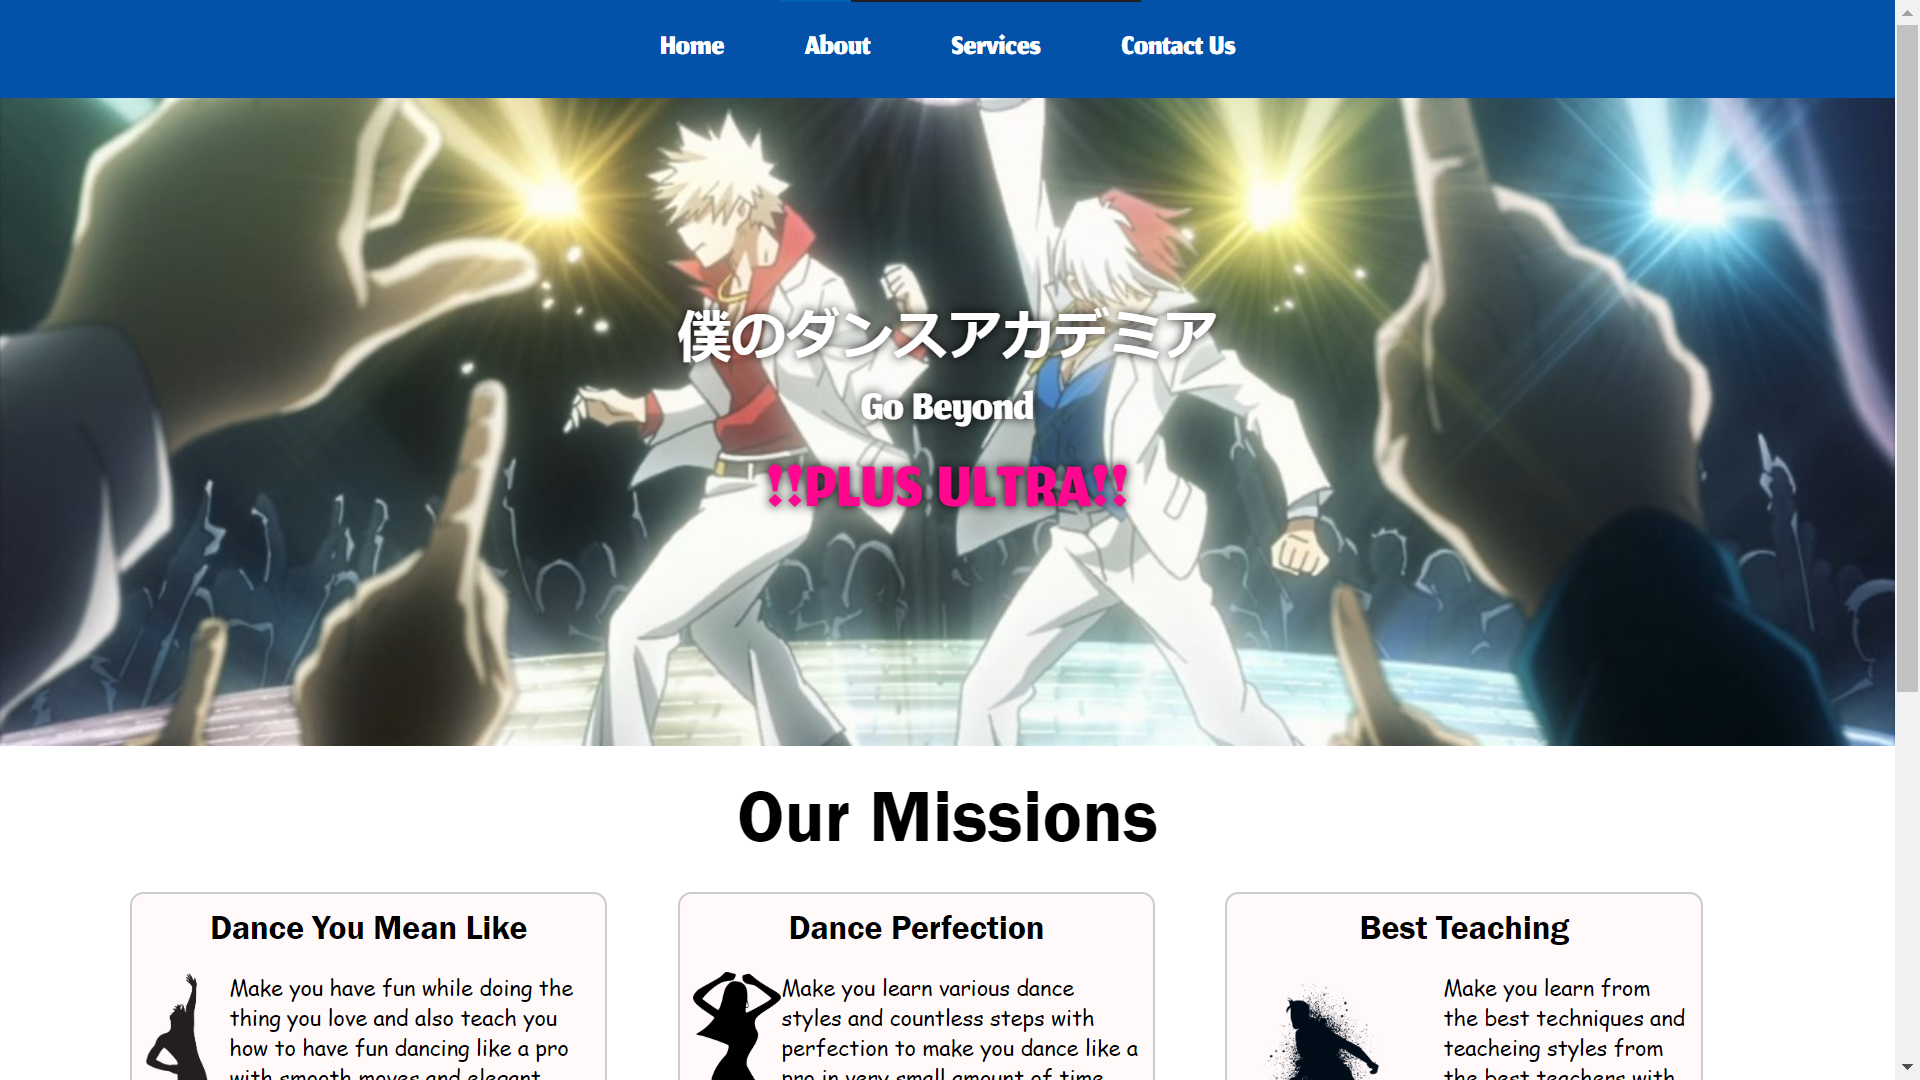 Home About Services Contact Us
僕のダンスアカデミア
Go Beyond
!!PLUS ULTRA!!
Our Missions
Dance You Mean Like
Make you have fun while doing the
thing you love and also teach you
how to have fun dancing like a pro
with smooth moves and elegant
Dance Perfection
Make you learn various dance
styles and countless steps with
perfection to make you dance like a
pro in very small amount of time
Best Teaching
Make you learn from
the best techniques and
teacheing styles from
the best teachers with